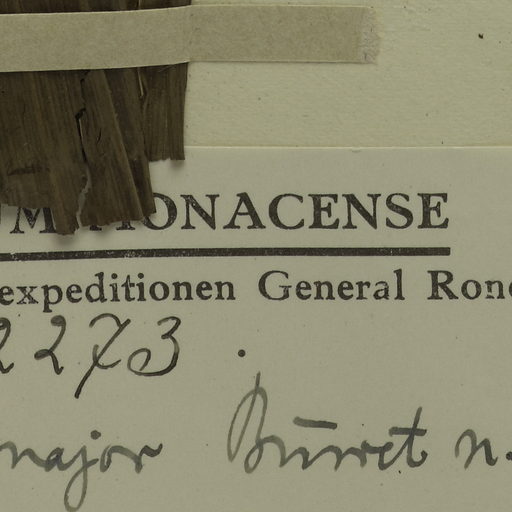 M MONACENSE
expeditionen General Ron
2273.
major Burret n.